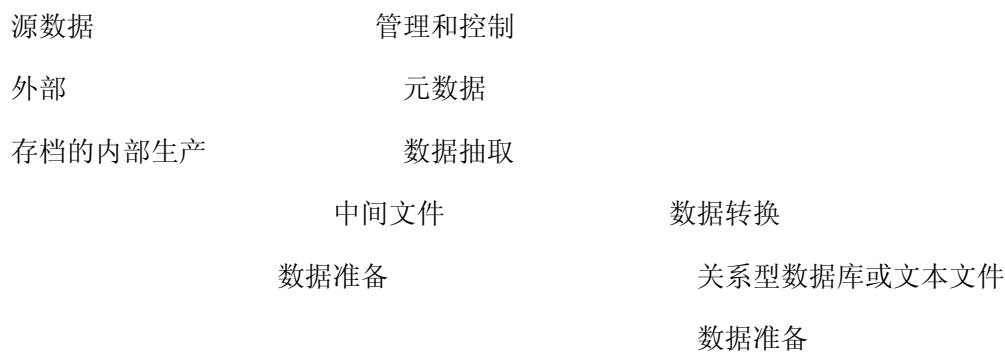 源数据 管理和控制
外部 元数据
存档的内部生产 数据抽取
中间文件 数据转换
数据准备 关系型数据库或文本文件
数据准备